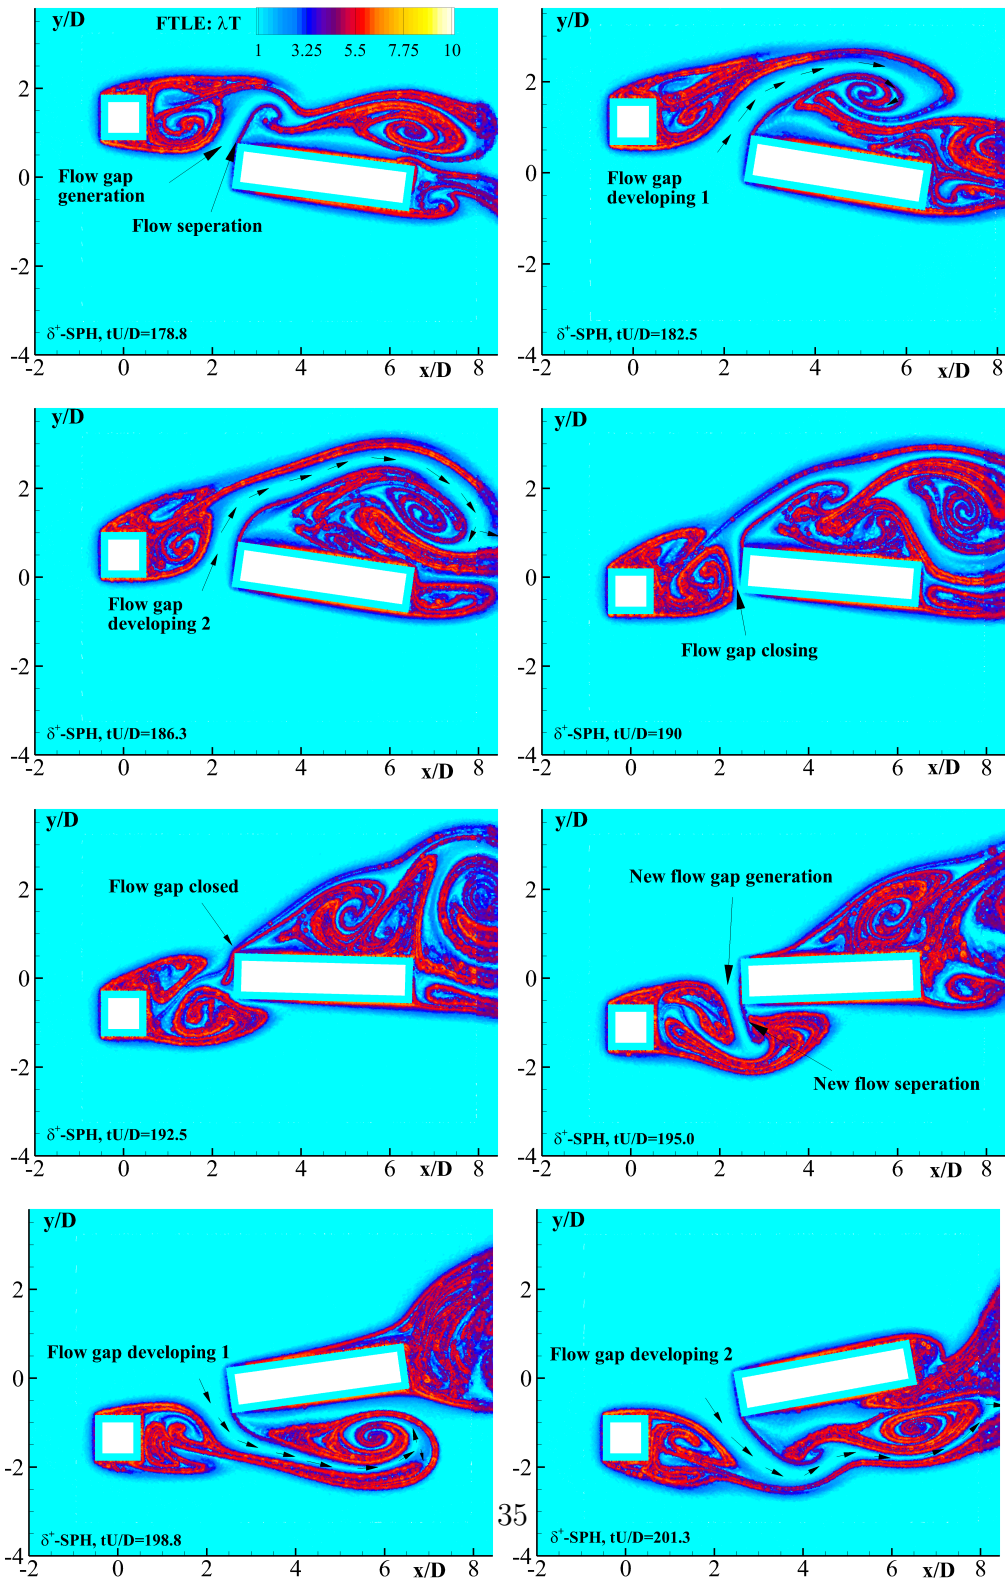 y/D
FTLE: λT
1 3.25 5.5 7.75 10
2
0
-2
-4
Flow gap
generation
Flow seperation
δ+-SPH, tU/D=178.8
-2 0 2 4 6 x/D 8
y/D
2
0
-2
-4
Flow gap
developing 1
δ+-SPH, tU/D=182.5
-2 0 2 4 6 x/D 8
y/D
2
0
-2
-4
Flow gap
developing 2
δ+-SPH, tU/D=186.3
-2 0 2 4 6 x/D 8
y/D
2
0
-2
-4
Flow gap closing
δ+-SPH, tU/D=190
-2 0 2 4 6 x/D 8
y/D
2
0
-2
-4
Flow gap closed
δ+-SPH, tU/D=192.5
-2 0 2 4 6 x/D 8
y/D
2
0
-2
-4
New flow gap generation
New flow seperation
δ+-SPH, tU/D=195.0
-2 0 2 4 6 x/D 8
y/D
2
0
-2
-4
Flow gap developing 1
δ+-SPH, tU/D=198.8
-2 0 2 4 6 x/D 8
y/D
2
0
-2
-4
Flow gap developing 2
δ+-SPH, tU/D=201.3
-2 0 2 4 6 x/D 8
35